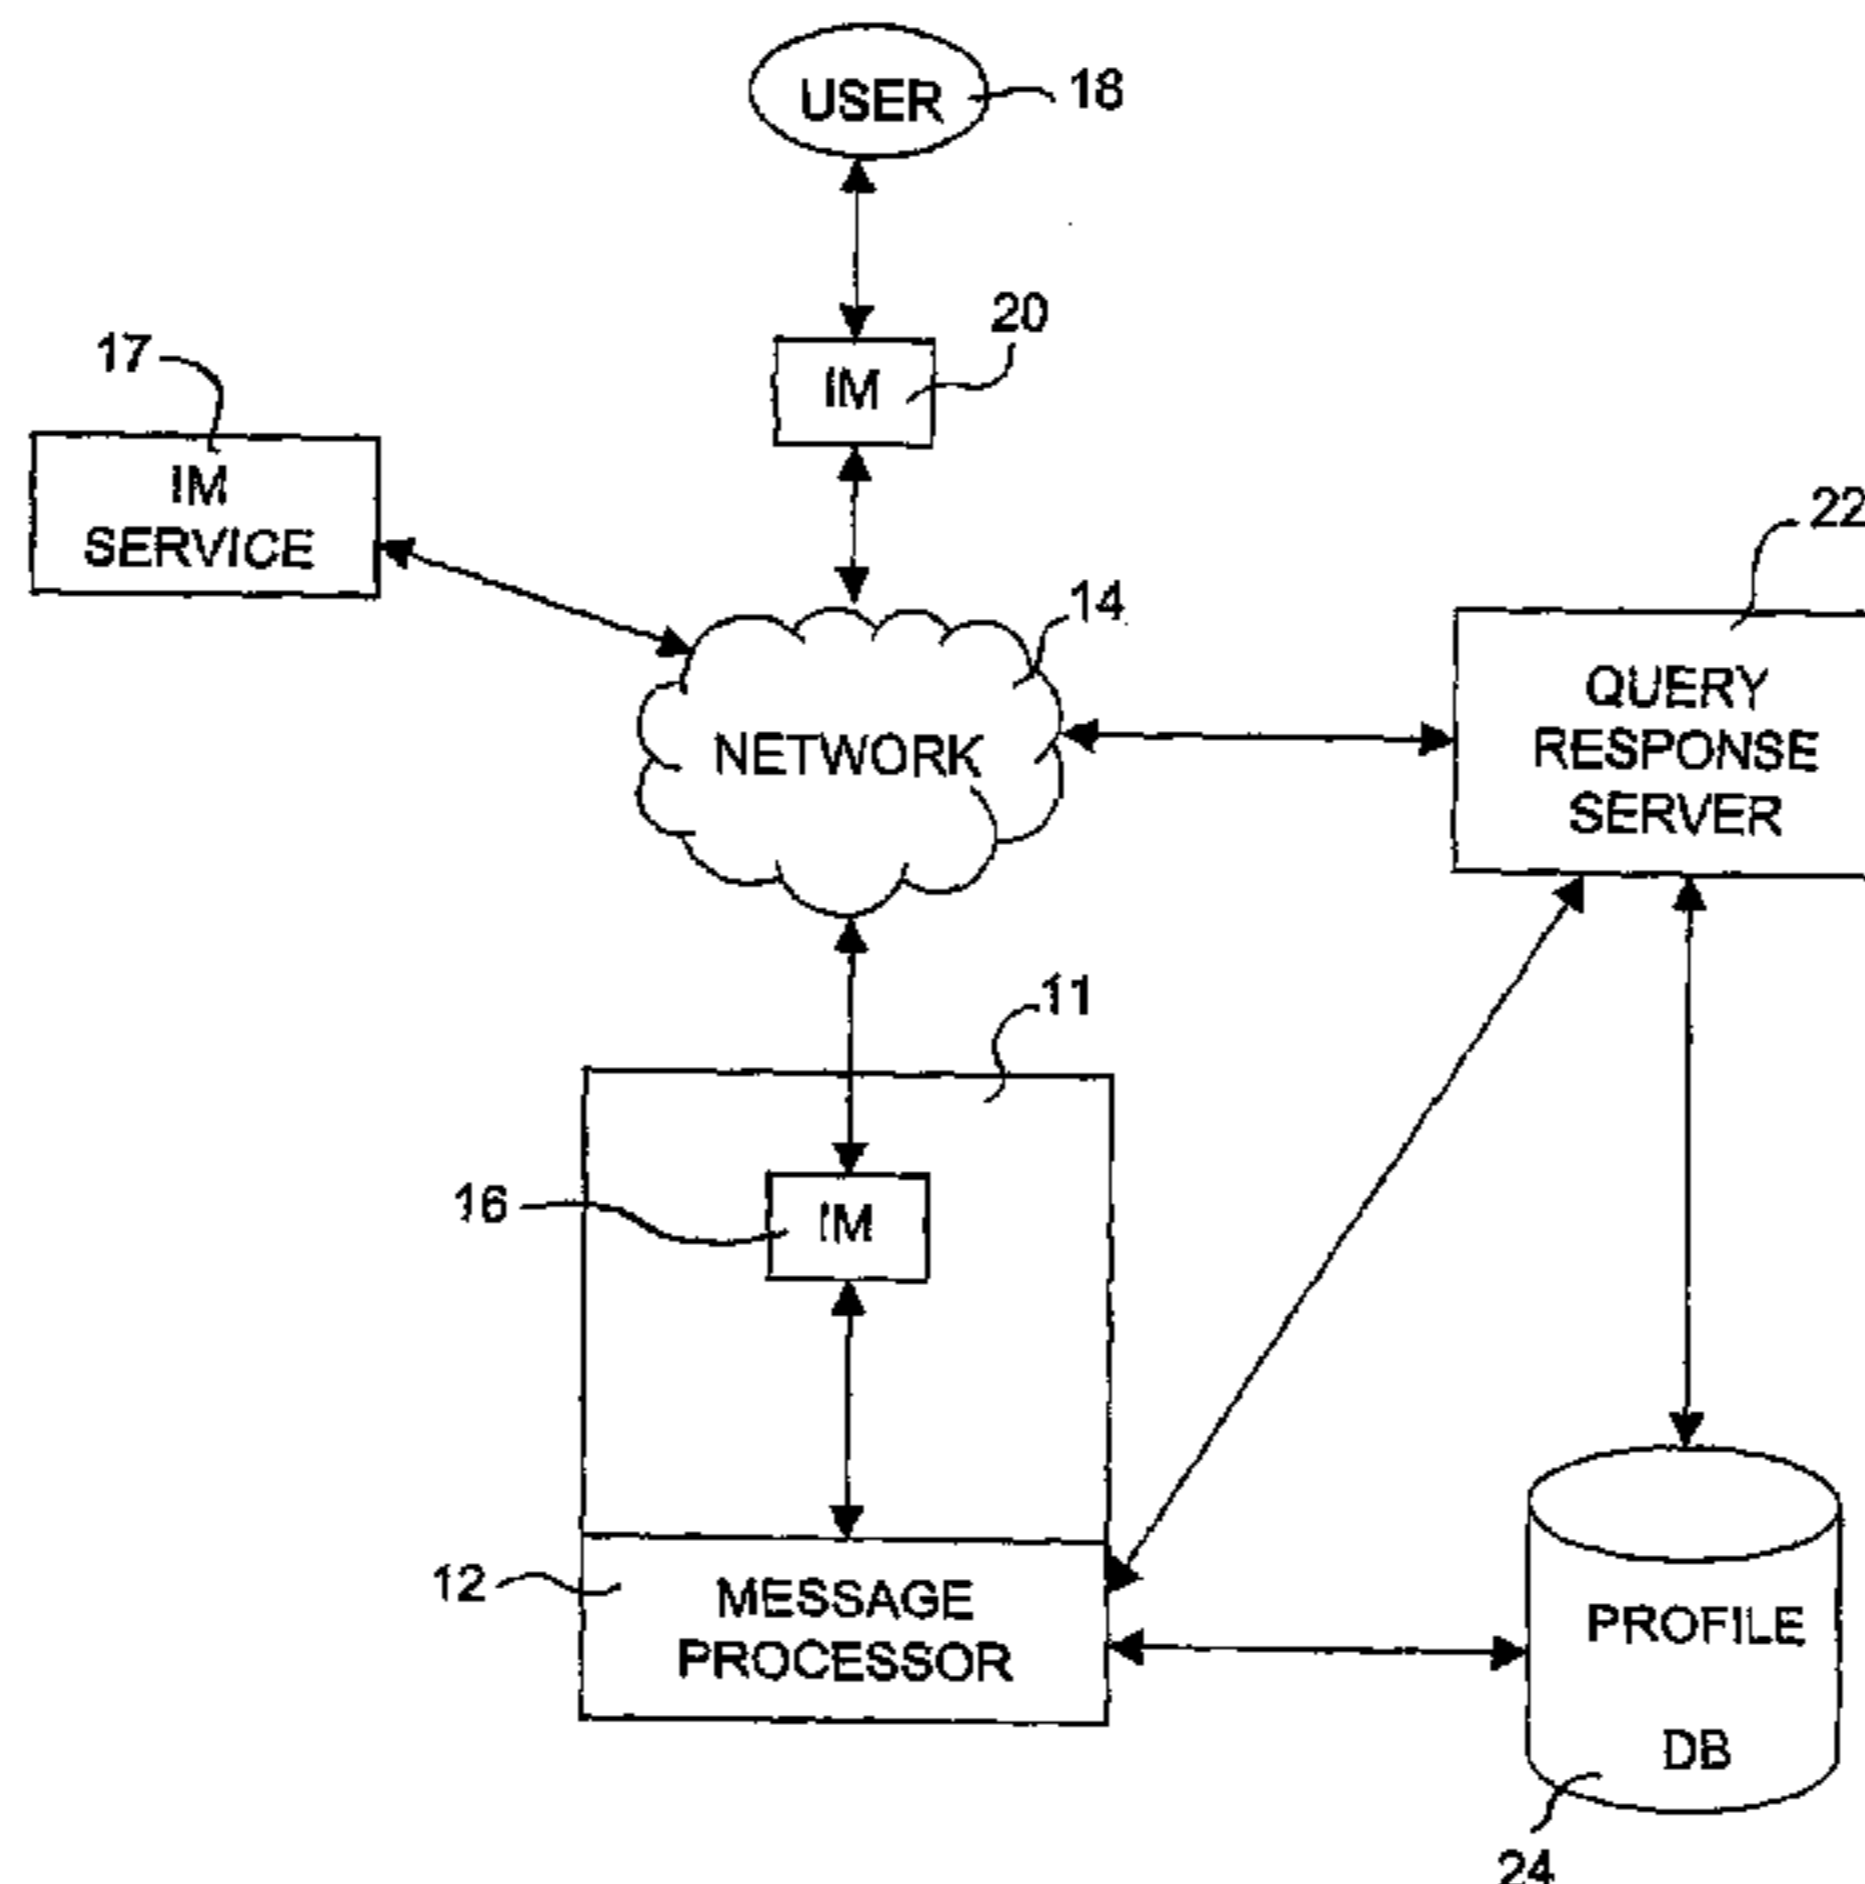 USER
18
20
IM
17
IM
SERVICE
22
14
QUERY
RESPONSE
SERVER
NETWORK
11
16
IM
12
MESSAGE
PROCESSOR
PROFILE
DB
24